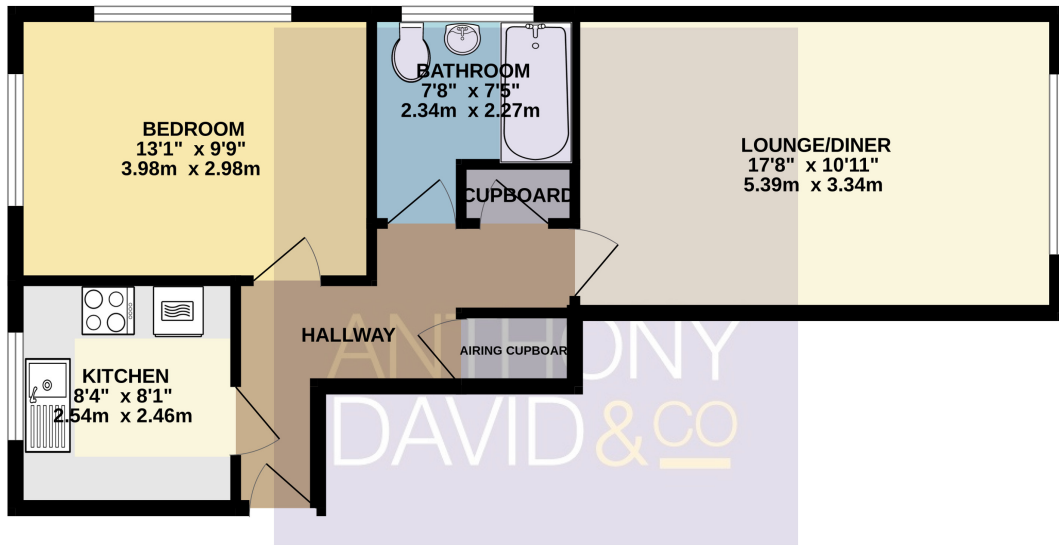 BEDROOM
13'1" x 9'9"
3.98m x 2.98m
BATHROOM
7'8" x 7'5"
2.34m x 2.27m
CUPBOARD
LOUNGE/DINER
17'8" x 10'11"
5.39m x 3.34m
HALLWAY
AIRING CUPBOARD
KITCHEN
8'4" x 8'1"
2.54m x 2.46m
ANTHONY
DAVID & CO